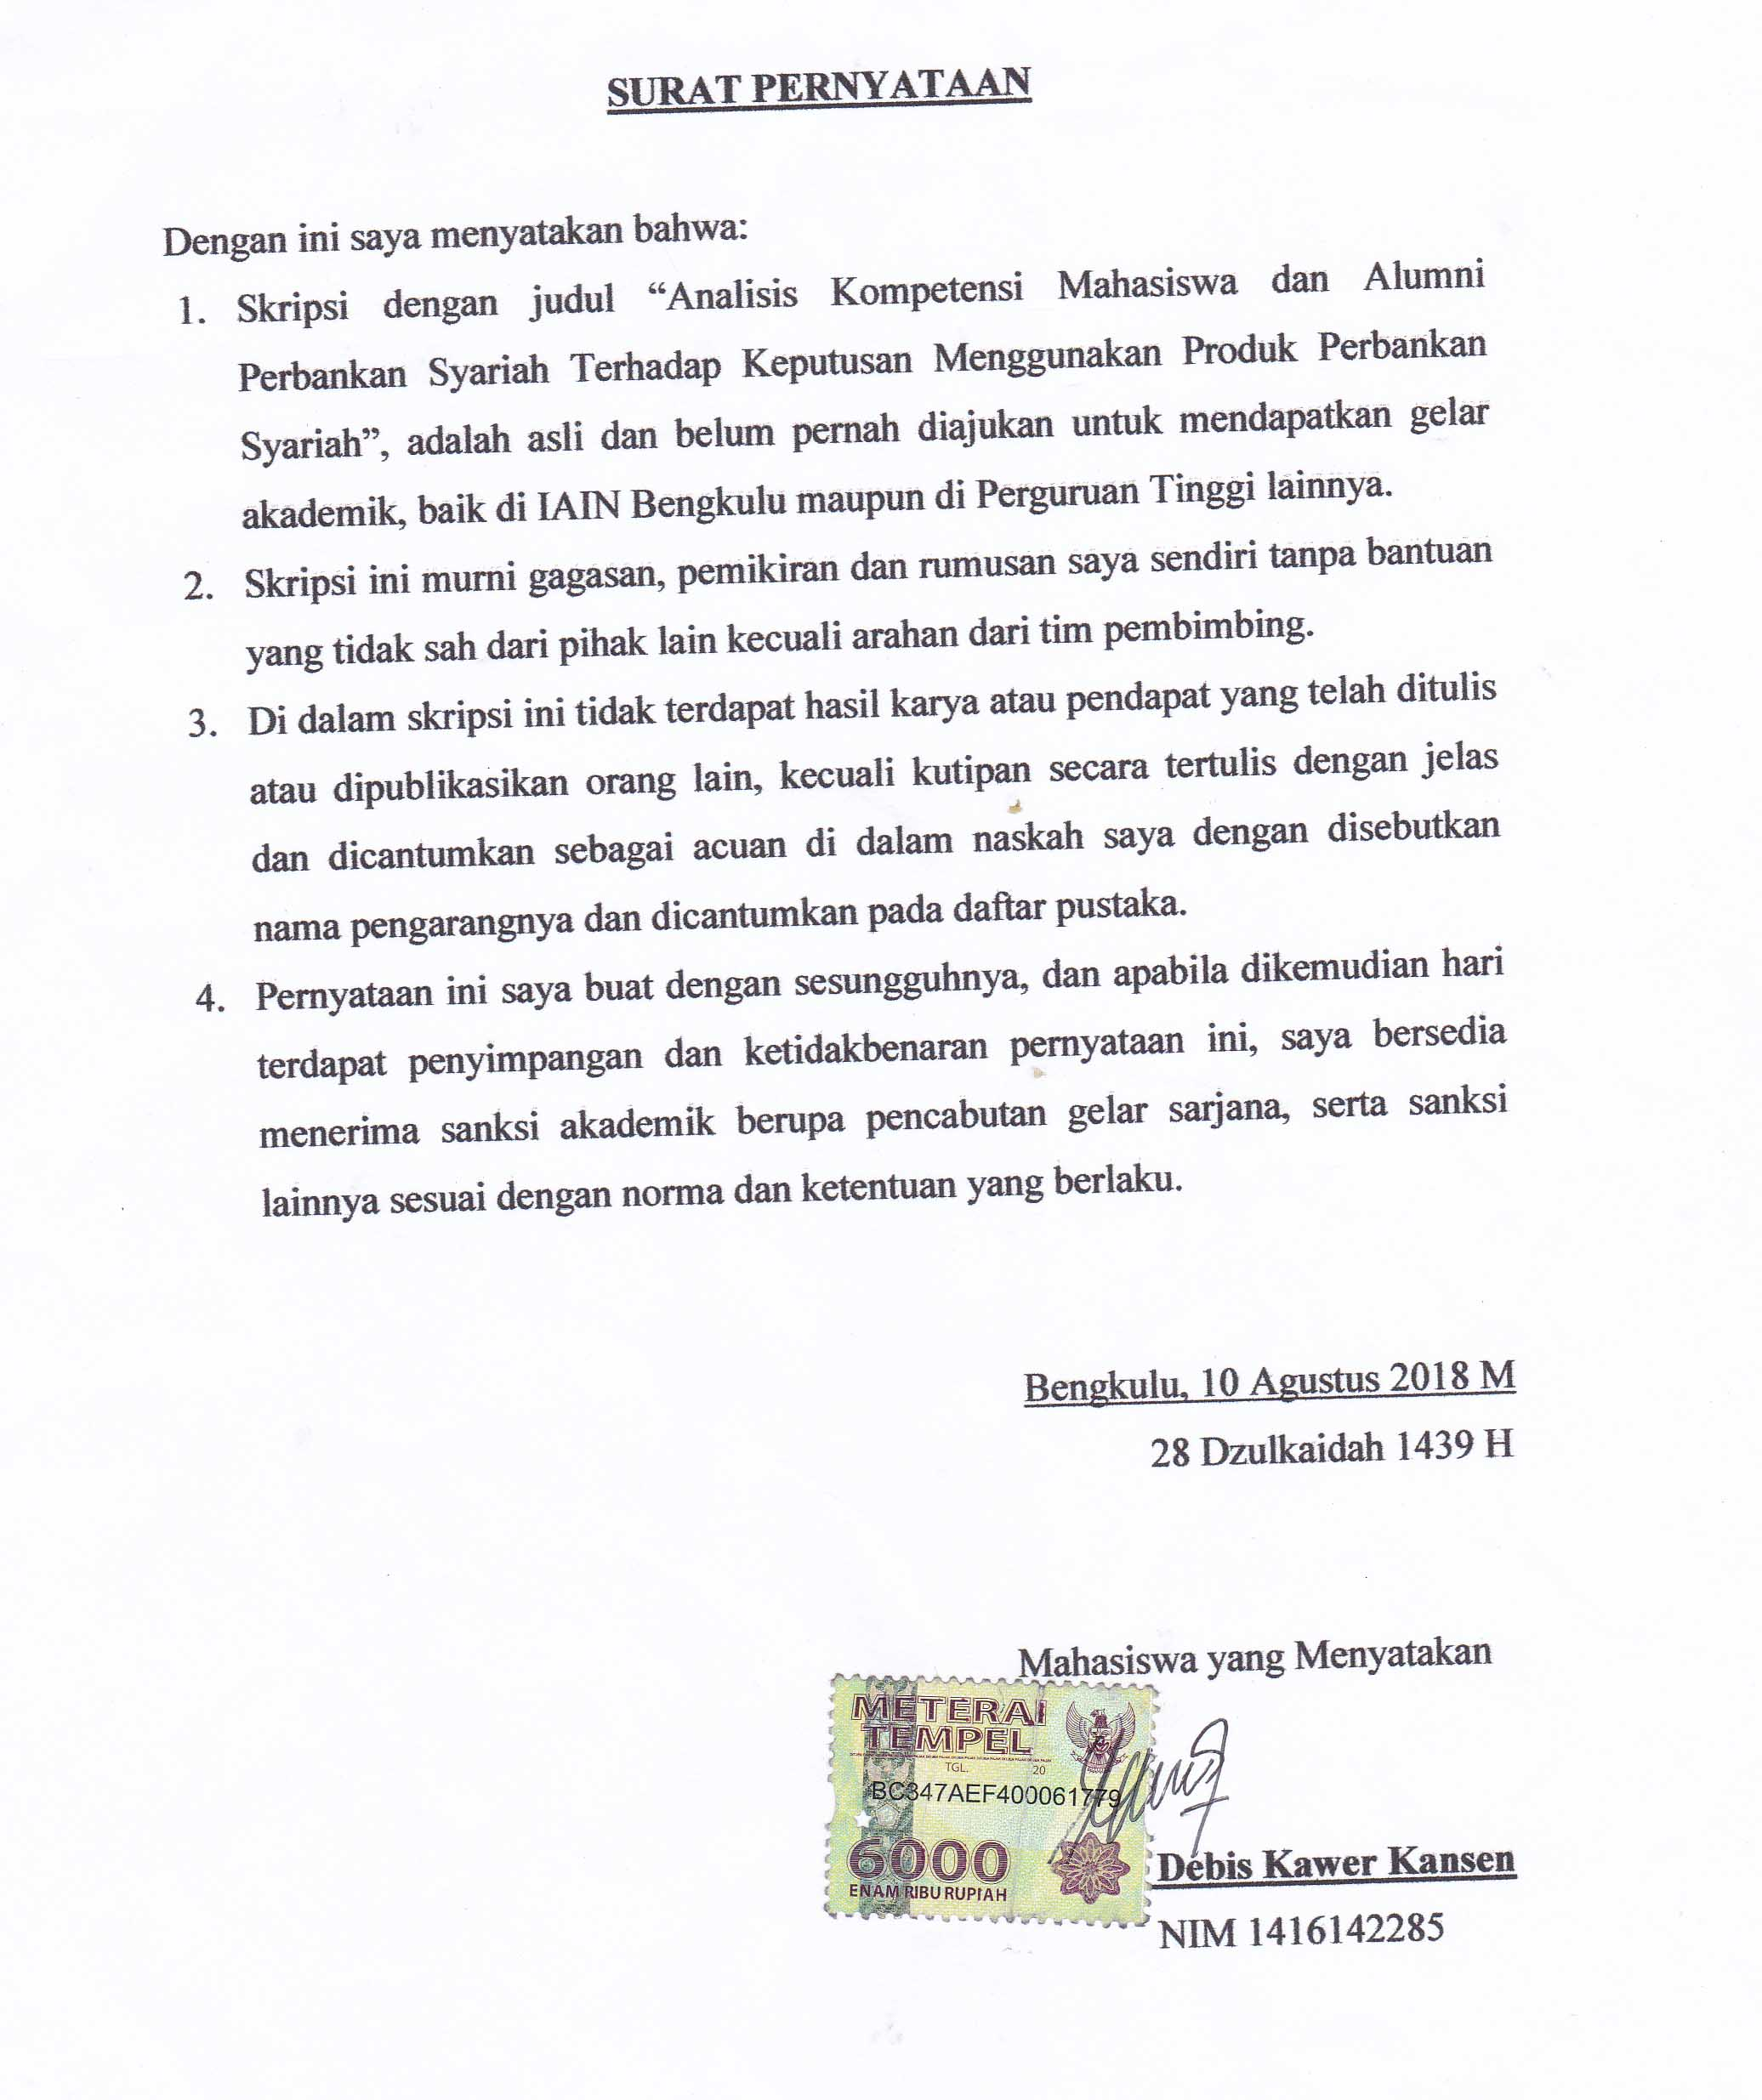 SURAT PERNYATAAN
Dengan ini saya menyatakan bahwa:
1. Skripsi dengan judul “Analisis Kompetensi Mahasiswa dan Alumni
Perbankan Syariah Terhadap Keputusan Menggunakan Produk Perbankan
Syariah”, adalah asli dan belum pernah diajukan untuk mendapatkan gelar
akademik, baik di IAIN Bengkulu maupun di Perguruan Tinggi lainnya.
2. Skripsi ini murni gagasan, pemikiran dan rumusan saya sendiri tanpa bantuan
yang tidak sah dari pihak lain kecuali arahan dari tim pembimbing.
3. Di dalam skripsi ini tidak terdapat hasil karya atau pendapat yang telah ditulis
atau dipublikasikan orang lain, kecuali kutipan secara tertulis dengan jelas
dan dicantumkan sebagai acuan di dalam naskah saya dengan disebutkan
nama pengarangnya dan dicantumkan pada daftar pustaka.
4. Pernyataan ini saya buat dengan sesungguhnya, dan apabila dikemudian hari
terdapat penyimpangan dan ketidakbenaran pernyataan ini, saya bersedia
menerima sanksi akademik berupa pencabutan gelar sarjana, serta sanksi
lainnya sesuai dengan norma dan ketentuan yang berlaku.
Bengkulu, 10 Agustus 2018 M
28 Dzulkaidah 1439 H
Mahasiswa yang Menyatakan
METERAI
TEMPEL
TGL. 20
BC347AEF400061779
6000
ENAM RIBU RUPIAH
Debis Kawer Kansen
NIM 1416142285